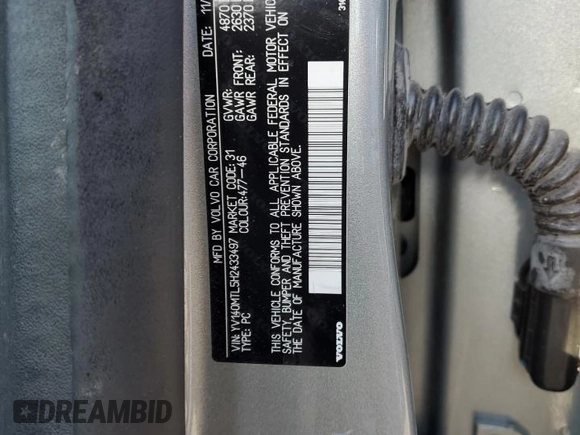 MFD BY VOLVO CAR CORPORATION DATE: 11/
GVWR: 4870
GAWR FRONT: 2630
GAWR REAR: 2370
VIN: YV140MTL5H2433497 MARKET CODE: 31
TYPE: PC COLOUR:477-46
THIS VEHICLE CONFORMS TO ALL APPLICABLE FEDERAL MOTOR VEHIC
SAFETY, BUMPER AND THEFT PREVENTION STANDARDS IN EFFECT ON
THE DATE OF MANUFACTURE SHOWN ABOVE.
VOLVO
DREAMBID